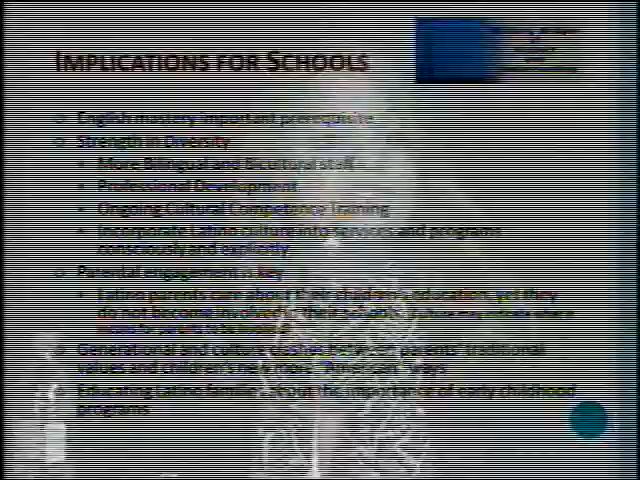 IMPLICATIONS FOR SCHOOLS
English mastery important prerequisite
Strength in Diversity
More Bilingual and Bicultural staff
Professional Development
Ongoing Cultural Competency Training
Incorporate Latino culture into services and programs
consciously and explicitly
Parental engagement is key
Latino parents care about their children's education, yet they
do not become involved in their schools.
Generational and culture clashes between parents' traditional
values and children's new more "American" ways
Educating Latino families about the importance of early childhood
programs